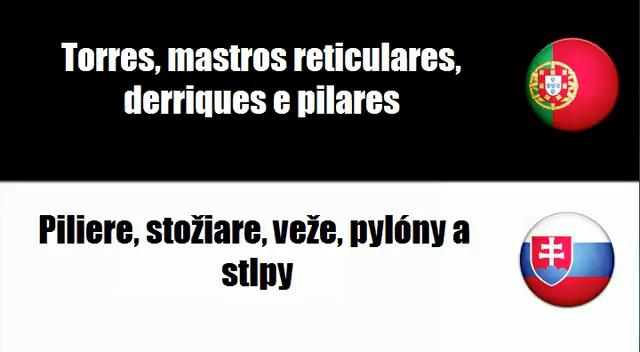 Torres, mastros reticulares,
derriques e pilares
Piliere, stožiare, veže, pylóny a
stlpy